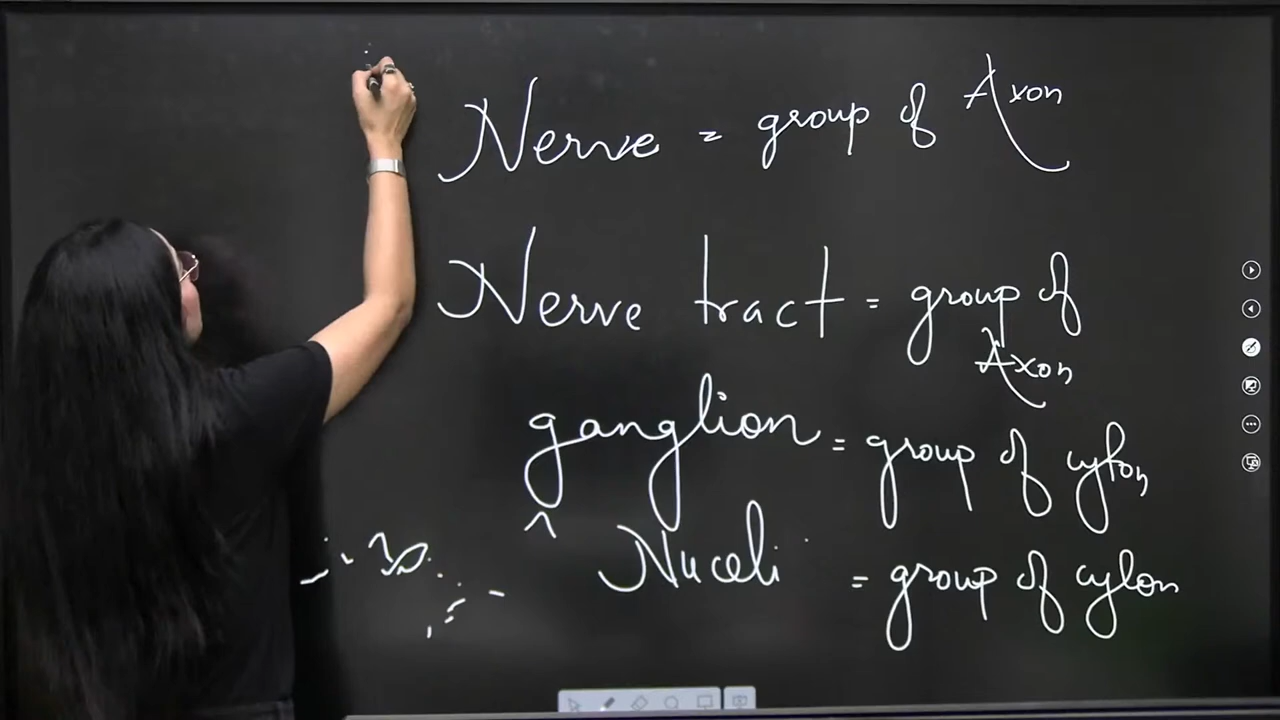 Nerve = group of Axon
Nerve tract = group of
Axon
ganglion = group of cyton
Nuceli = group of cylon